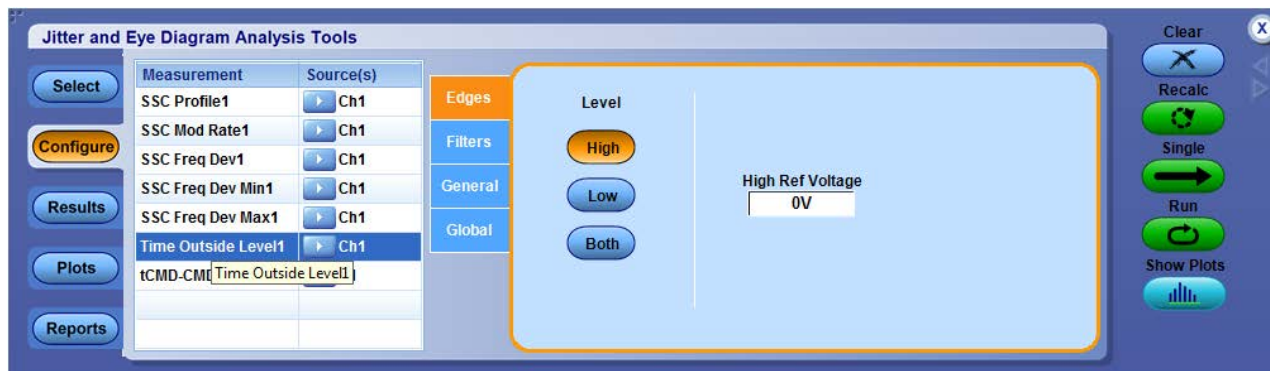 Jitter and Eye Diagram Analysis Tools
Select
Configure
Results
Plots
Reports
Measurement Source(s)
SSC Profile1 Ch1
SSC Mod Rate1 Ch1
SSC Freq Dev1 Ch1
SSC Freq Dev Min1 Ch1
SSC Freq Dev Max1 Ch1
Time Outside Level1 Ch1
tCMD-CMD
Time Outside Level1
Edges
Filters
General
Global
Level
High
Low
Both
High Ref Voltage
0V
Clear
X
Recalc
Single
Run
Show Plots